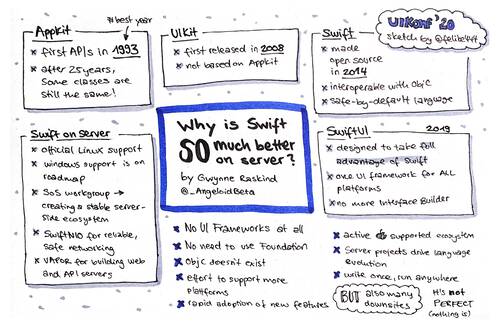 Appkit
#1 best year
first APIs in 1993
after 25 years,
Some classes are
still the same!
UIKit
first released in 2008
not based on Appkit
Swift
made
open source
in 2014
interoperable with ObjC
safe-by-default language
UIKonf '20
sketch by @felibe444
Swift on Server
official Linux support
windows support is on
roadmap
SoS workgroup →
creating a stable server-
side ecosystem
SwiftNIO for reliable,
safe networking
VAPOR for building web
and API servers
Why is Swift
SO much better
on server?
by Gwynne Raskind
@_AngeloidBeta
SwiftUI
2019
designed to take full
advantage of Swift
one UI framework for ALL
platforms
no more Interface Builder
No UI Frameworks at all
No need to use Foundation
ObjC doesn't exist
effort to support more
platforms
rapid adoption of new features
active & supported ecosystem
Server projects drive language
evolution
write once, run anywhere
BUT also many
downsites
It's not
PERFECT
(nothing is)